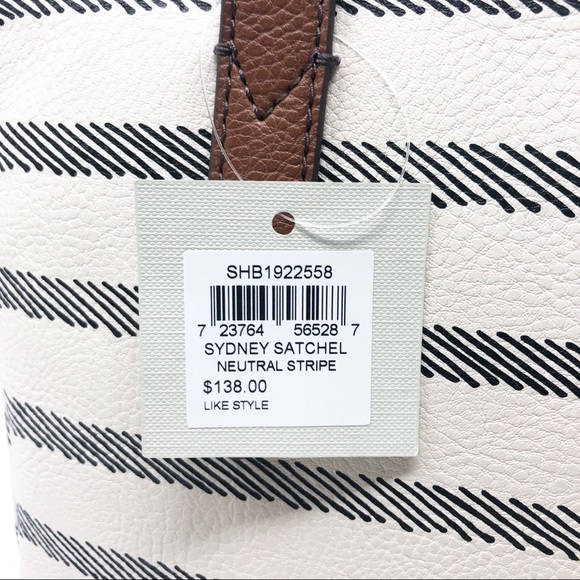 SHB1922558
7 23764 56528 7
SYDNEY SATCHEL
NEUTRAL STRIPE
$138.00
LIKE STYLE